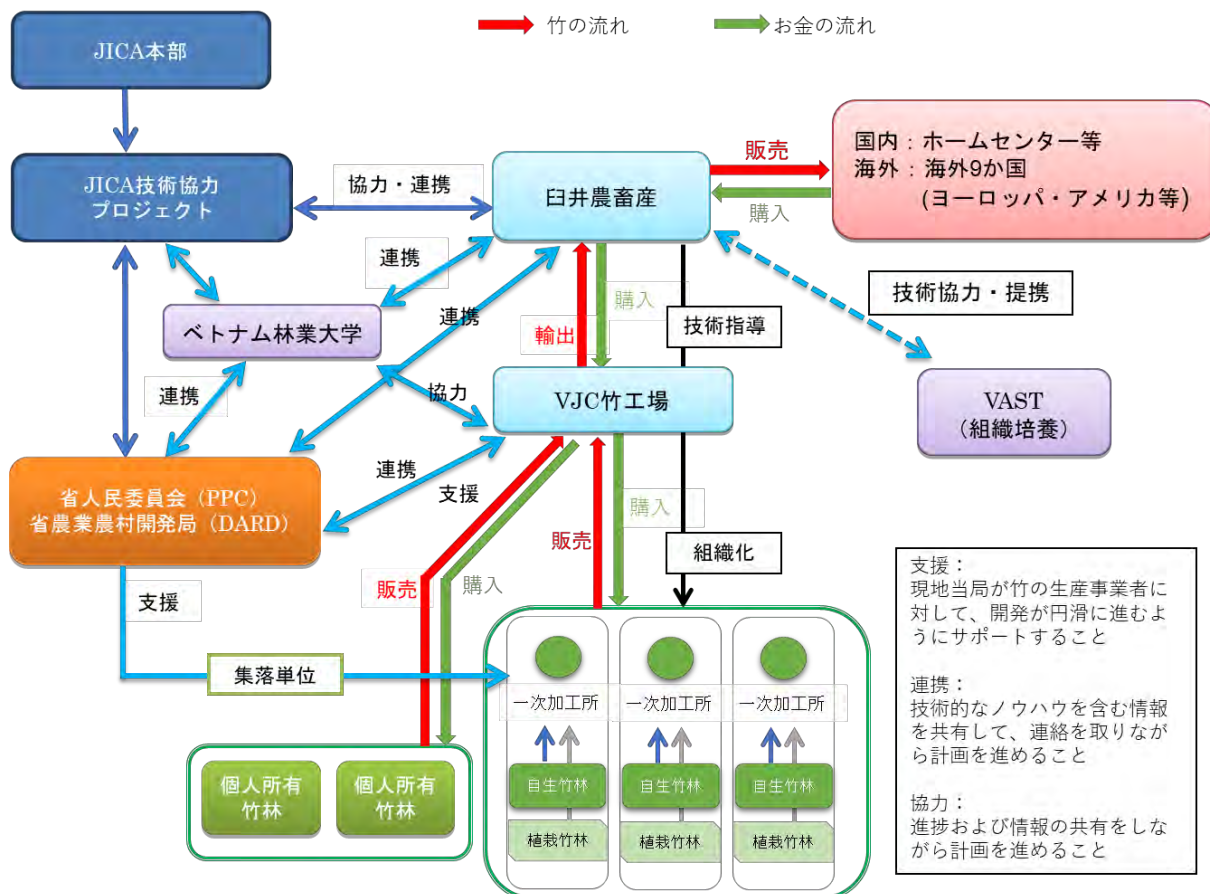 竹の流れ
お金の流れ
JICA本部
JICA技術協力
プロジェクト
協力・連携
臼井農畜産
販売
購入
国内：ホームセンター等
海外：海外9か国
(ヨーロッパ・アメリカ等)
連携
連携
ベトナム林業大学
連携
協力
輸出
購入
技術指導
技術協力・提携
VJC竹工場
VAST
（組織培養）
省人民委員会（PPC）
省農業農村開発局（DARD）
連携
支援
販売
購入
組織化
支援
販売
購入
集落単位
一次加工所
一次加工所
一次加工所
自生竹林
自生竹林
自生竹林
植栽竹林
植栽竹林
植栽竹林
個人所有
竹林
個人所有
竹林
支援：
現地当局が竹の生産事業者に
対して、開発が円滑に進むよ
うにサポートすること
連携：
技術的なノウハウを含む情報
を共有して、連絡を取りなが
ら計画を進めること
協力：
進捗および情報の共有をしな
がら計画を進めること